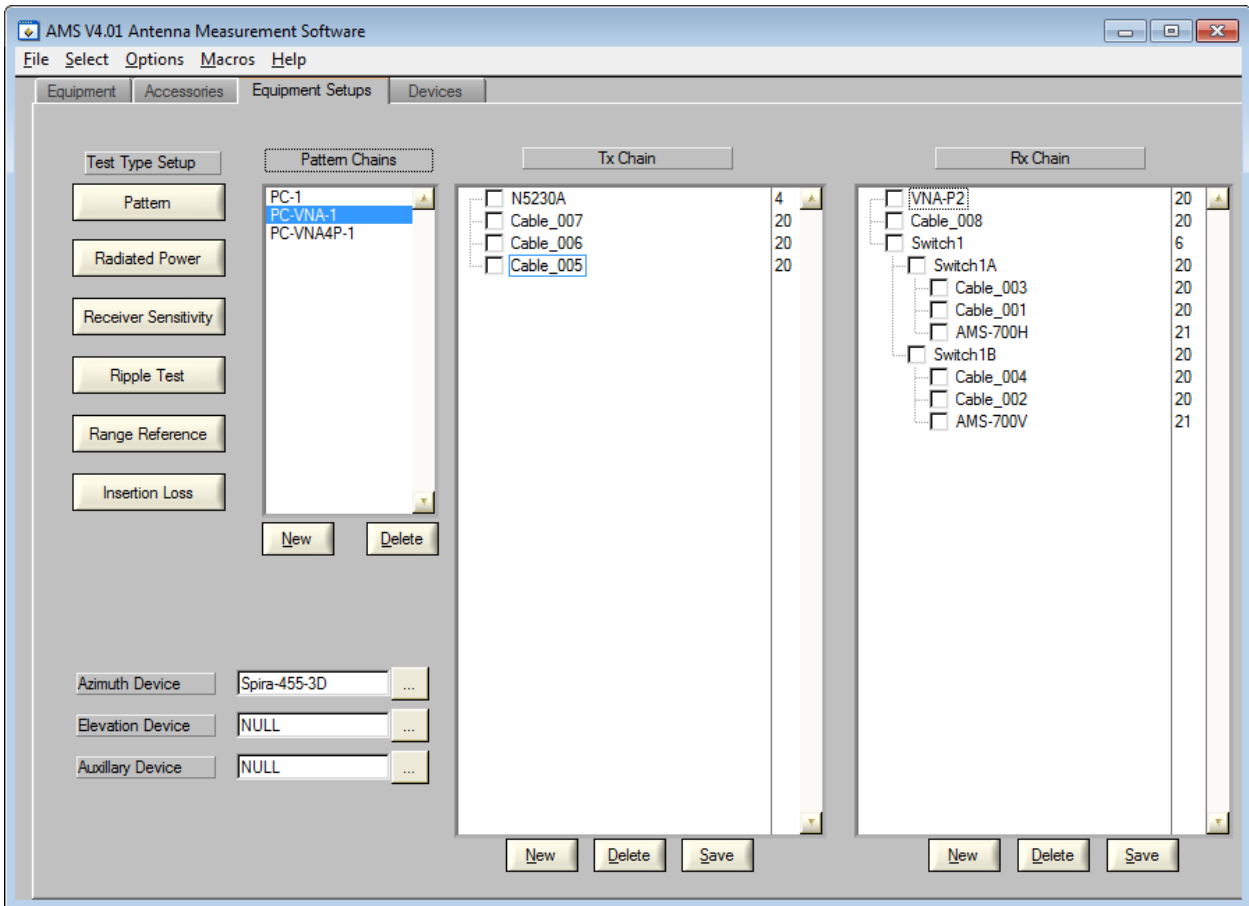 AMS V4.01 Antenna Measurement Software
File Select Options Macros Help
Equipment Accessories Equipment Setups Devices
Test Type Setup
Pattern
Radiated Power
Receiver Sensitivity
Ripple Test
Range Reference
Insertion Loss
Pattern Chains
PC-1
PC-VNA-1
PC-VNA4P-1
New Delete
Azimuth Device Spira-455-3D ...
Elevation Device NULL ...
Auxillary Device NULL ...
Tx Chain
N5230A 4
Cable_007 20
Cable_006 20
Cable_005 20
New Delete Save
Rx Chain
VNA-P2 20
Cable_008 20
Switch1 6
Switch1A 20
Cable_003 20
Cable_001 20
AMS-700H 21
Switch1B 20
Cable_004 20
Cable_002 20
AMS-700V 21
New Delete Save